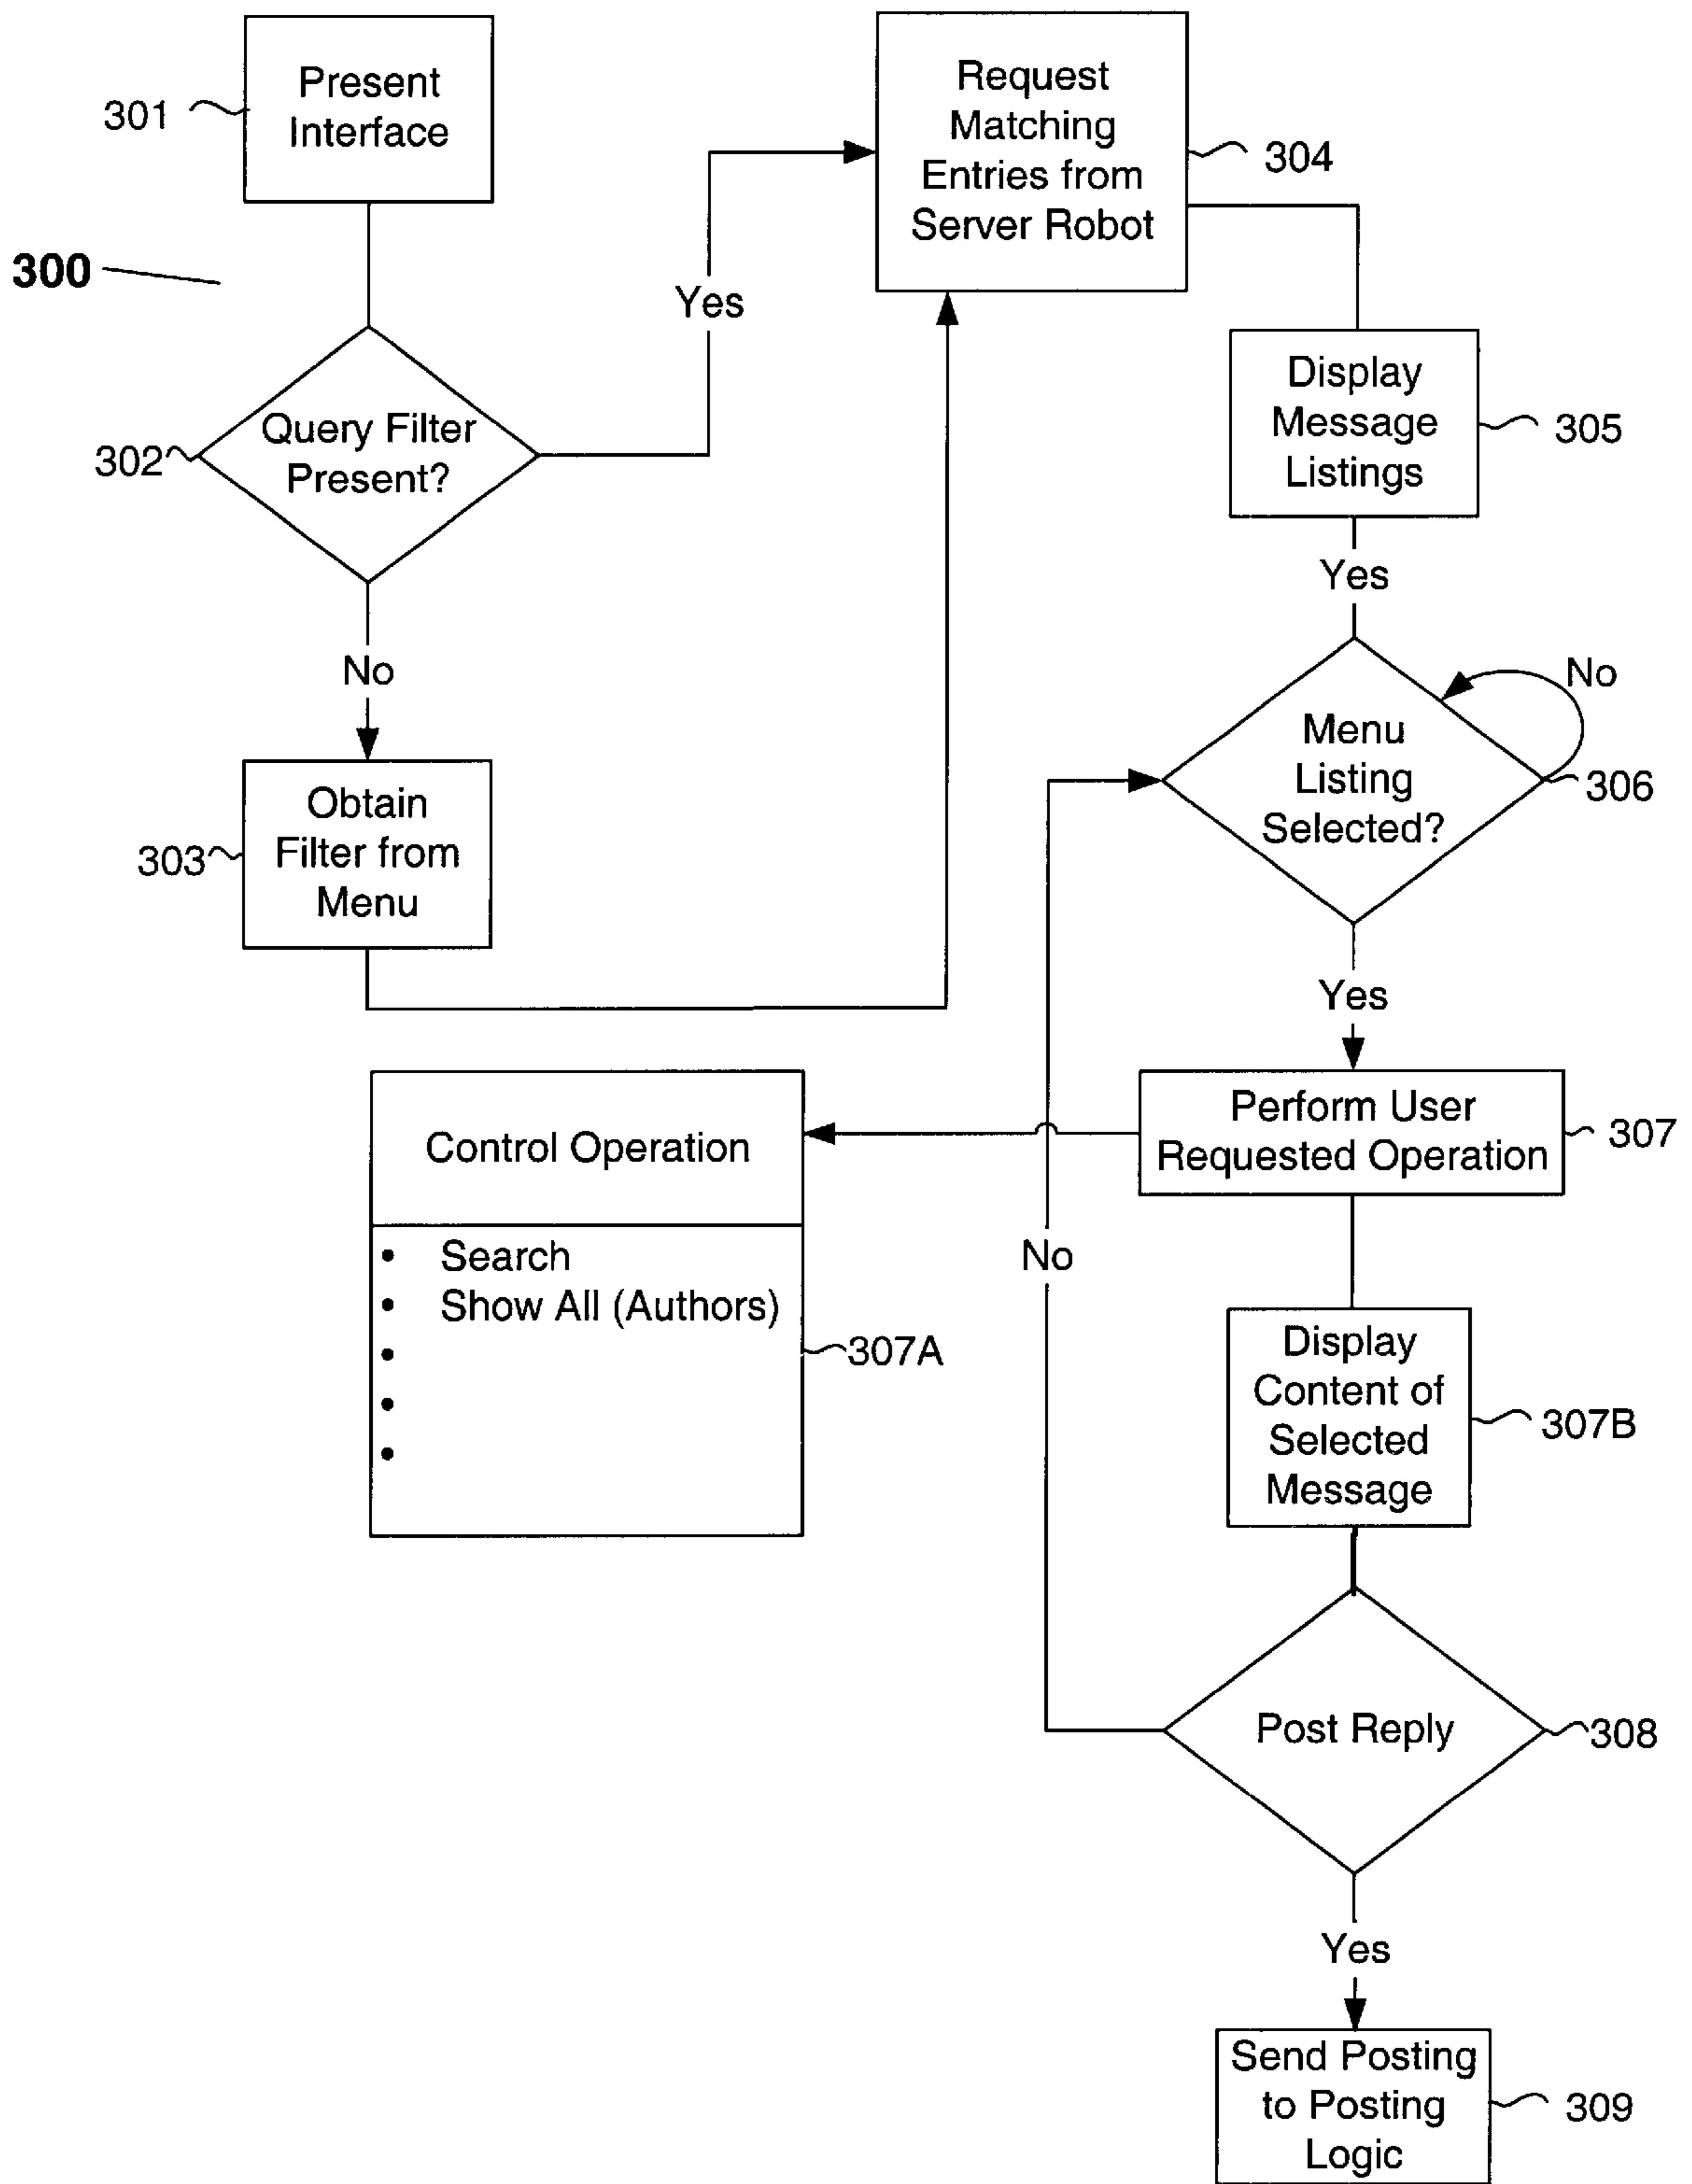 Present
Interface
301
300
Query Filter
Present?
302
Yes
No
Obtain
Filter from
Menu
303
Request
Matching
Entries from
Server Robot
304
Display
Message
Listings
305
Yes
Menu
Listing
Selected?
No
306
Yes
Perform User
Requested Operation
307
Control Operation
• Search
• Show All (Authors)
•
•
•
307A
No
Display
Content of
Selected
Message
307B
Post Reply
308
Yes
Send Posting
to Posting
Logic
309